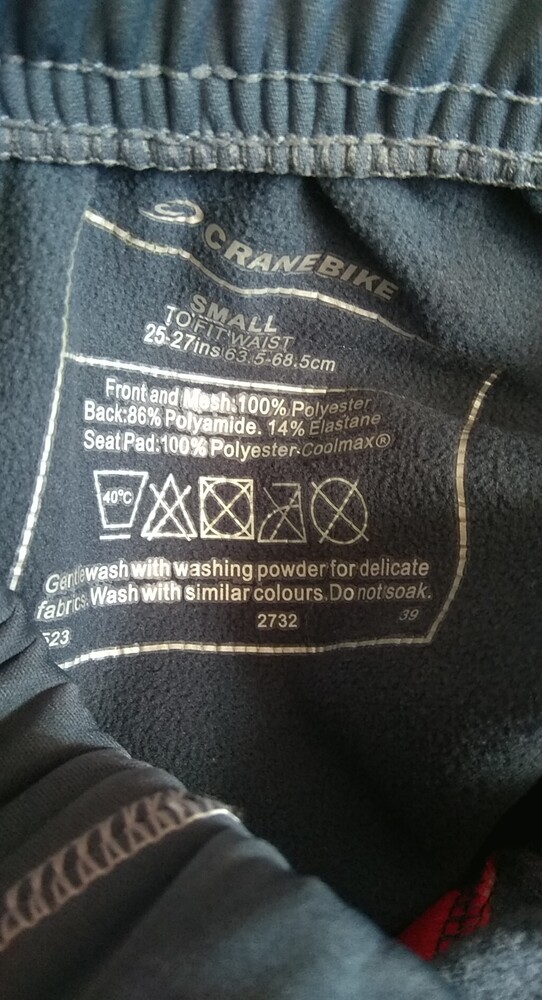 CRANEBIKE
SMALL
TO FIT WAIST
25-27ins 63.5-68.5cm
Front and Mesh:100% Polyester
Back:86% Polyamide. 14% Elastane
Seat Pad:100% Polyester-Coolmax®
40°C
Gentle wash with washing powder for delicate
fabrics. Wash with similar colours. Do not soak.
523 2732 39